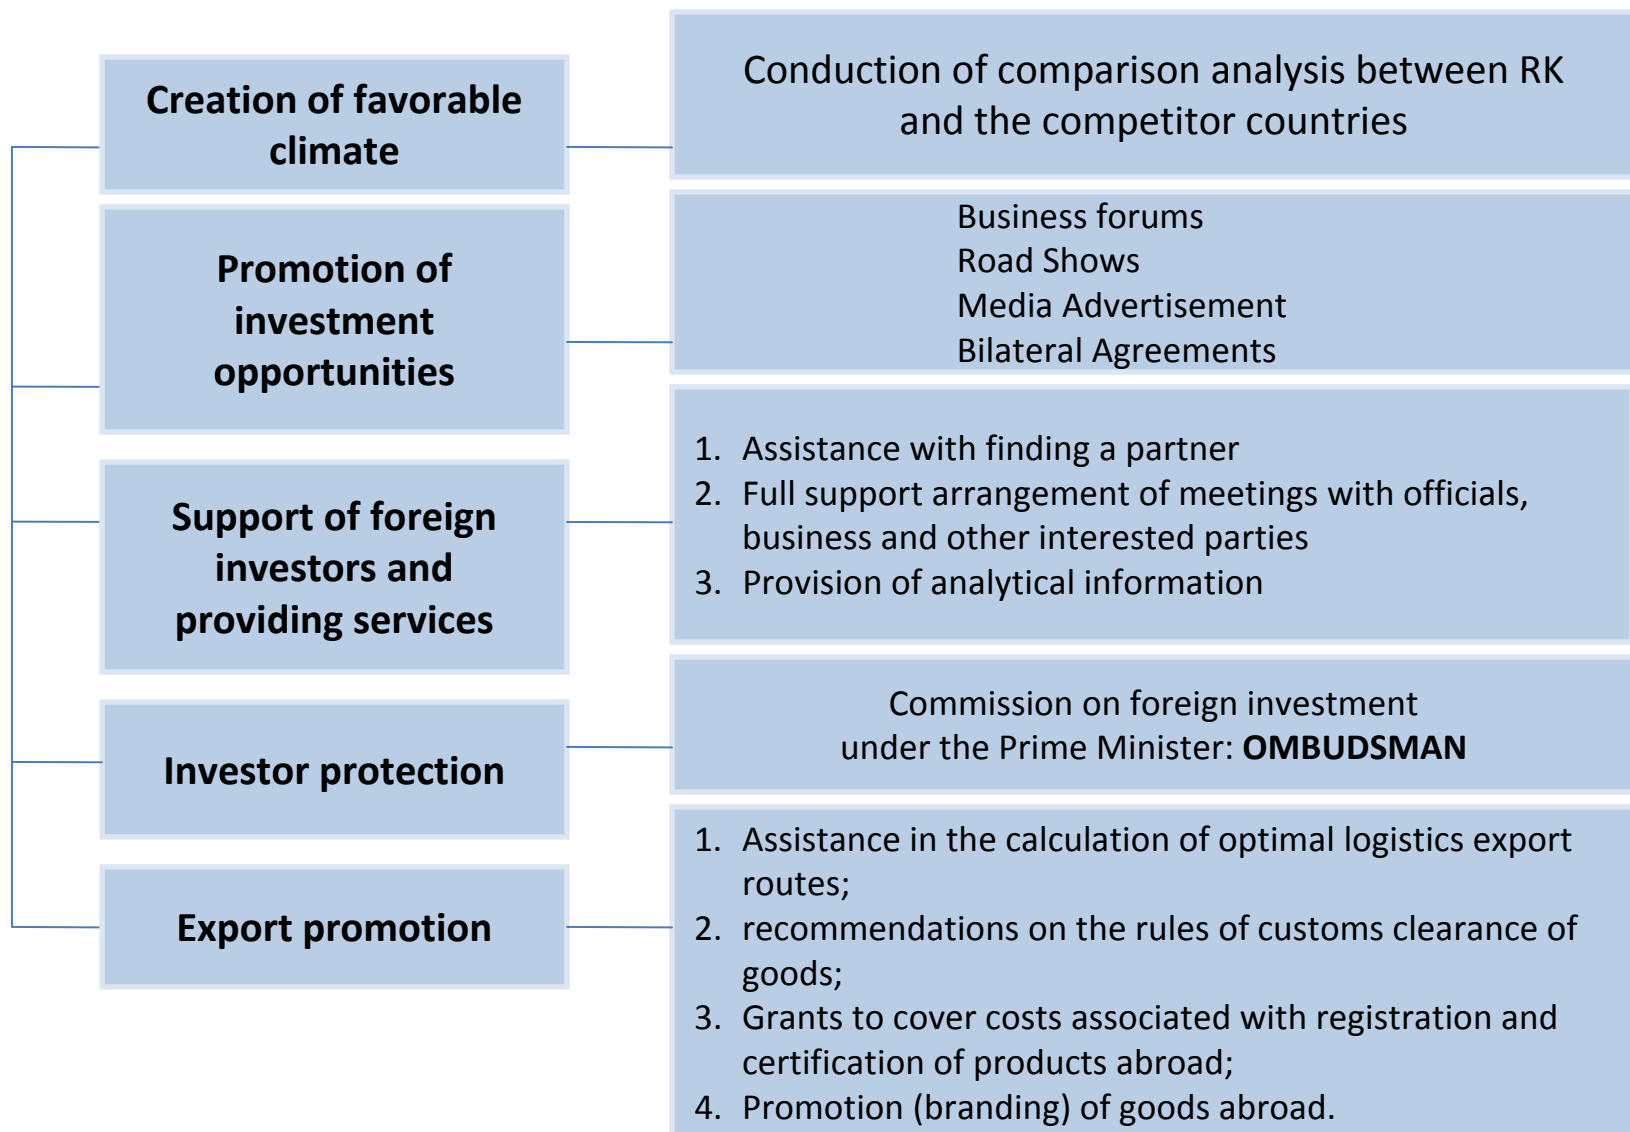 Creation of favorable
climate
Conduction of comparison analysis between RK
and the competitor countries
Promotion of
investment
opportunities
Business forums
Road Shows
Media Advertisement
Bilateral Agreements
Support of foreign
investors and
providing services
1. Assistance with finding a partner
2. Full support arrangement of meetings with officials,
business and other interested parties
3. Provision of analytical information
Investor protection
Commission on foreign investment
under the Prime Minister: OMBUDSMAN
Export promotion
1. Assistance in the calculation of optimal logistics export
routes;
2. recommendations on the rules of customs clearance of
goods;
3. Grants to cover costs associated with registration and
certification of products abroad;
4. Promotion (branding) of goods abroad.